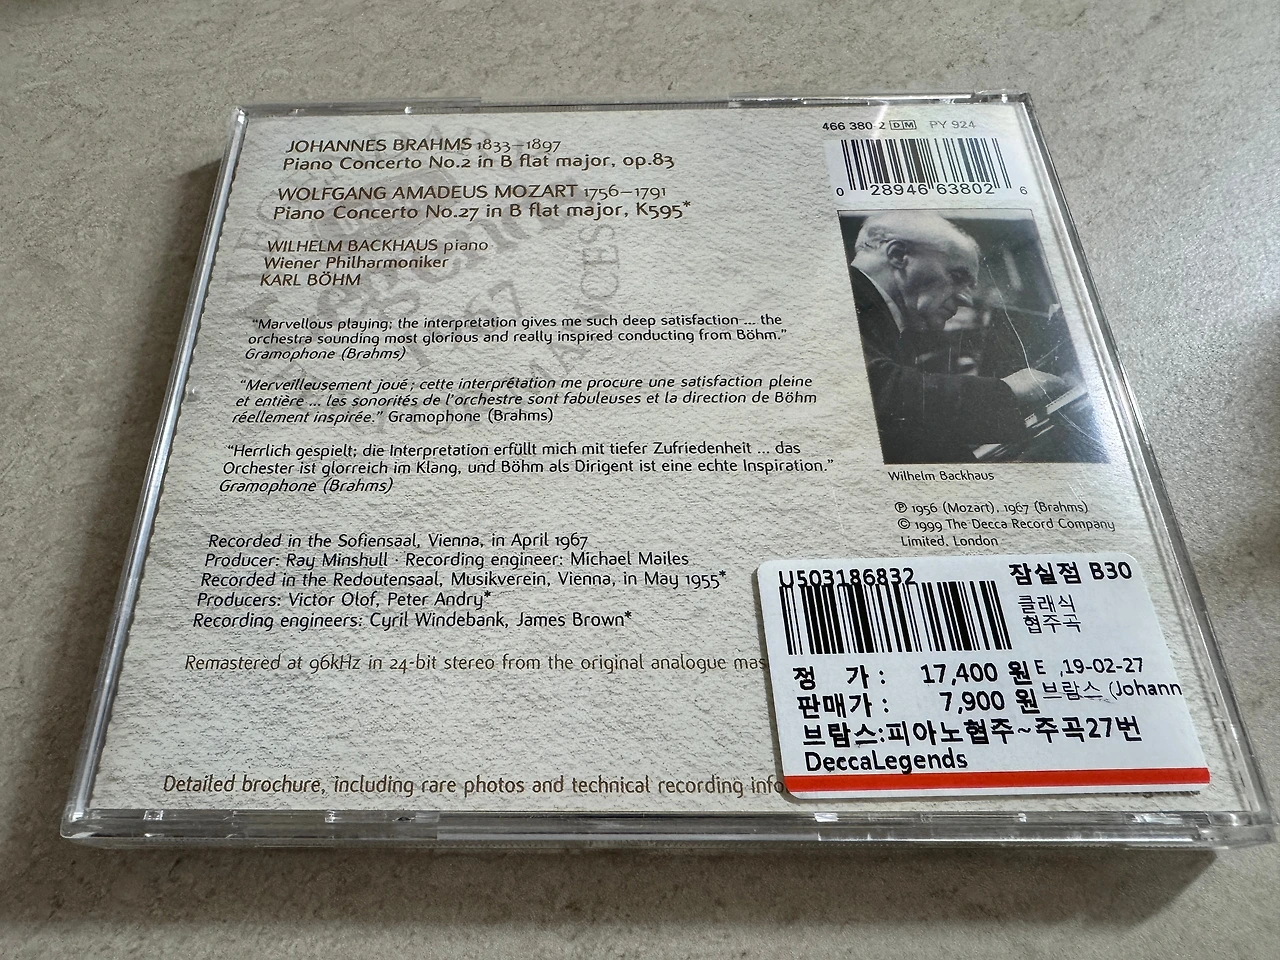 JOHANNES BRAHMS 1833–1897
Piano Concerto No.2 in B flat major, op.83
WOLFGANG AMADEUS MOZART 1756–1791
Piano Concerto No.27 in B flat major, K595*
WILHELM BACKHAUS piano
Wiener Philharmoniker
KARL BÖHM
“Marvellous playing; the interpretation gives me such deep satisfaction ... the
orchestra sounding most glorious and really inspired conducting from Böhm.”
Gramophone (Brahms)
“Merveilleusement joué ; cette interprétation me procure une satisfaction pleine
et entière ... les sonorités de l’orchestre sont fabuleuses et la direction de Böhm
réellement inspirée.” Gramophone (Brahms)
“Herrlich gespielt; die Interpretation erfüllt mich mit tiefer Zufriedenheit ... das
Orchester ist glorreich im Klang, und Böhm als Dirigent ist eine echte Inspiration.”
Gramophone (Brahms)
Recorded in the Sofiensaal, Vienna, in April 1967
Producer: Ray Minshull · Recording engineer: Michael Mailes
Recorded in the Redoutensaal, Musikverein, Vienna, in May 1955*
Producers: Victor Olof, Peter Andry*
Recording engineers: Cyril Windebank, James Brown*
Remastered at 96kHz in 24-bit stereo from the original analogue mas
Detailed brochure, including rare photos and technical recording info
466 380-2 DM PY 924
0 28946 63802 6
Wilhelm Backhaus
℗ 1956 (Mozart), 1967 (Brahms)
© 1999 The Decca Record Company
Limited, London
U503186832 잠실점 B30
클래식
협주곡
정 가 : 17,400 원 E ,19-02-27
판매가 : 7,900 원 브람스 (Johann
브람스:피아노협주~주곡27번
DeccaLegends